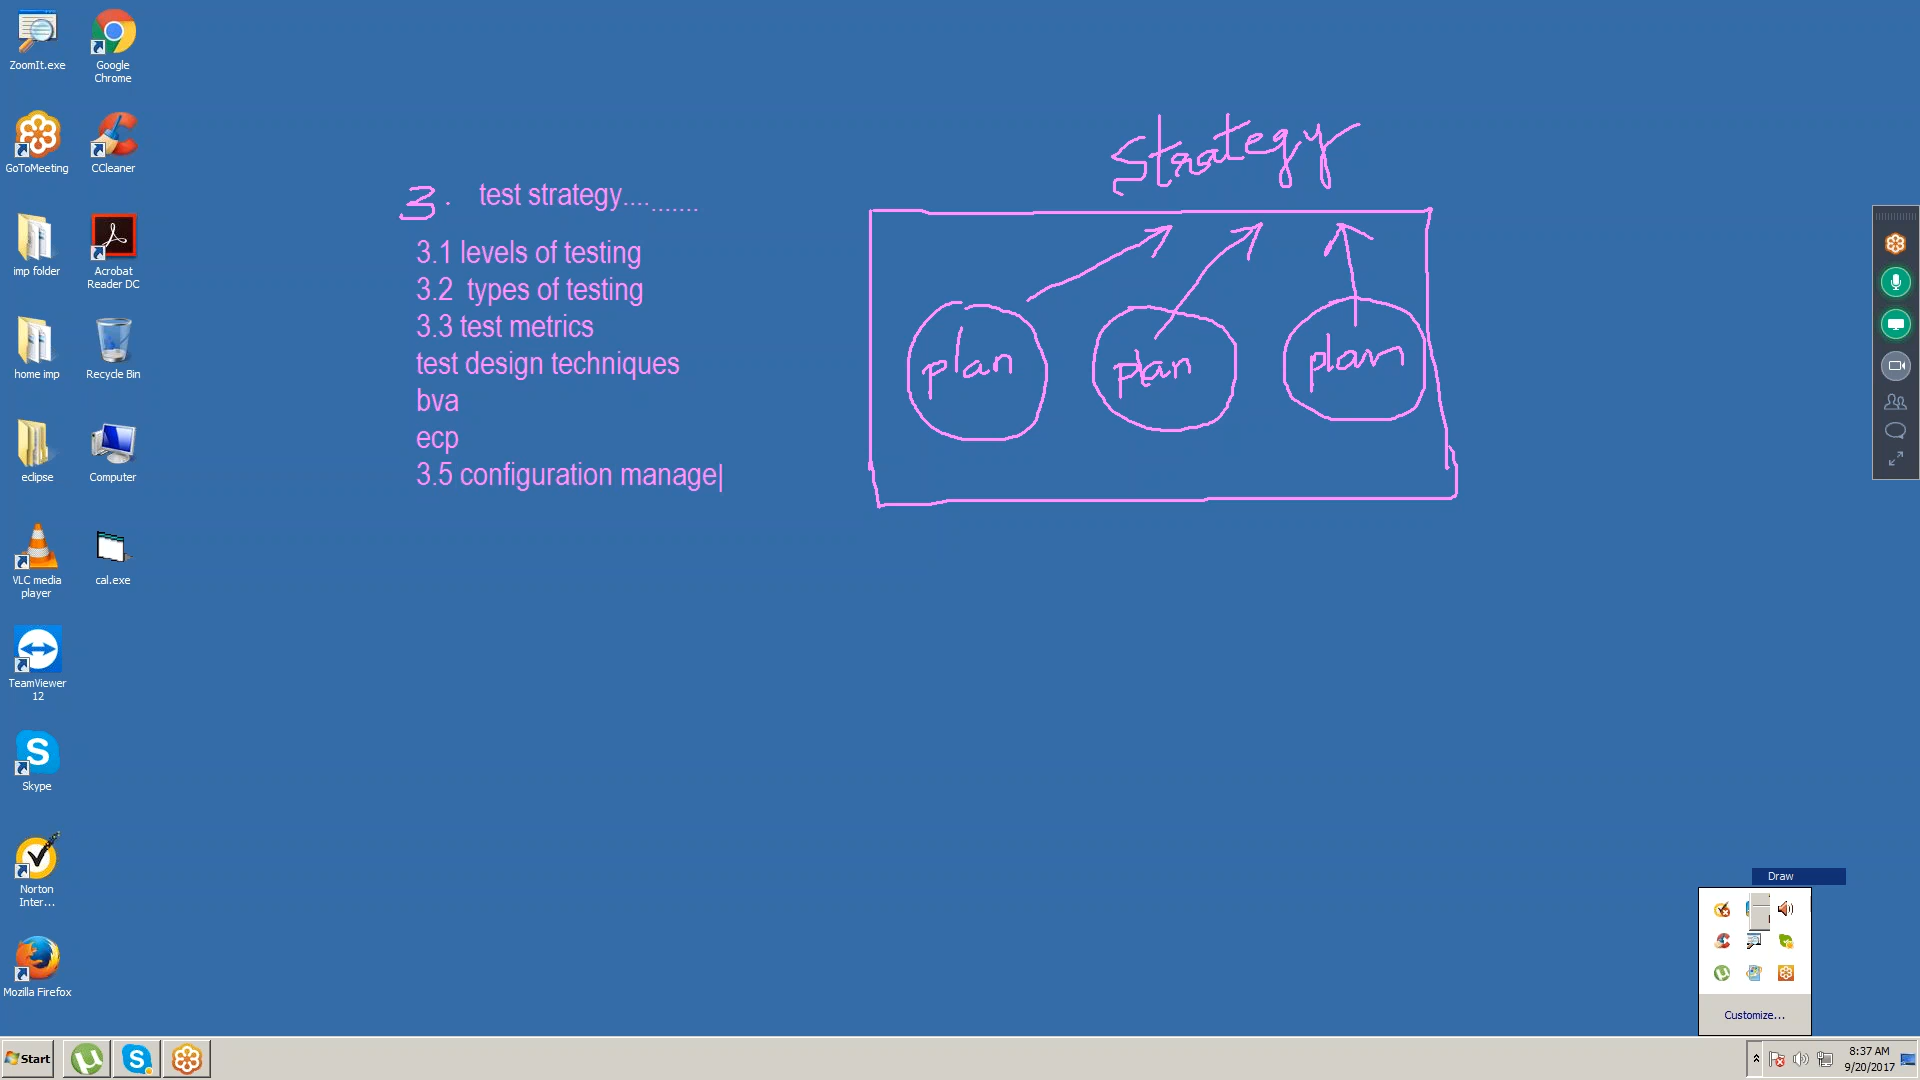 ZoomIt.exe
Google
Chrome
GoToMeeting
CCleaner
imp folder
Acrobat
Reader DC
home imp
Recycle Bin
eclipse
Computer
VLC media
player
cal.exe
TeamViewer
12
Skype
Norton
Inter...
Mozilla Firefox
3. test strategy...........
3.1 levels of testing
3.2 types of testing
3.3 test metrics
test design techniques
bva
ecp
3.5 configuration manage
Strategy
plan
plan
plan
Draw
Customize...
Start
8:37 AM
9/20/2017